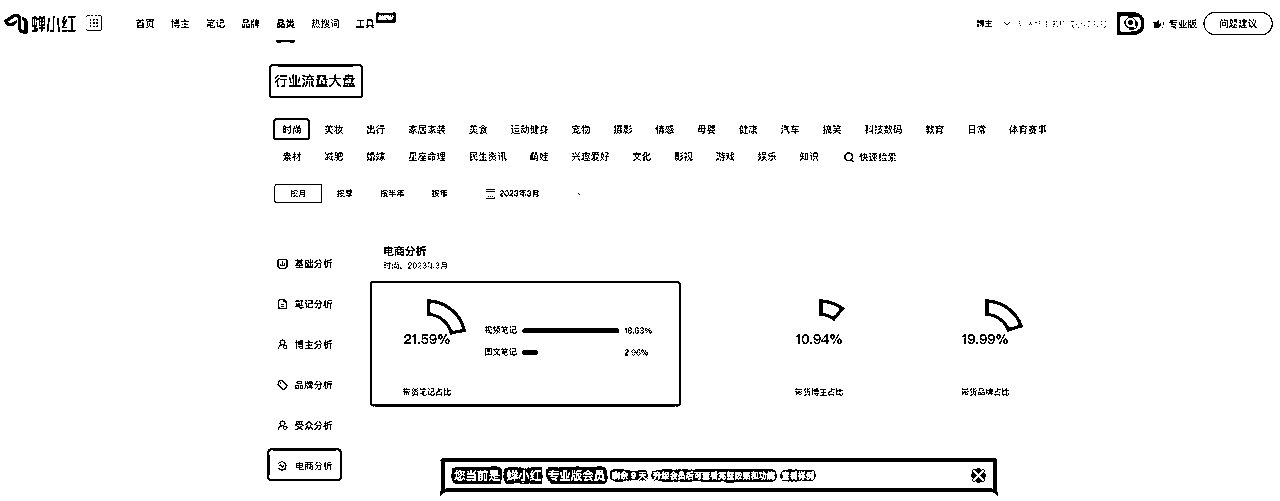 蝉小红 首页 博主 笔记 品牌 品类 热搜词 工具 NEW 博主 专业版 问题建议
行业流量大盘
时尚 美妆 出行 家居家装 美食 运动健身 宠物 摄影 情感 母婴 健康 汽车 搞笑 科技数码 教育 日常 体育赛事
素材 减肥 婚嫁 星座命理 民生资讯 萌娃 兴趣爱好 文化 影视 游戏 娱乐 知识 快速检索
按月 按季 按半年 按年 2023年3月
电商分析
时尚，2023年3月
基础分析
笔记分析
博主分析
品牌分析
受众分析
电商分析
21.59%
视频笔记 18.63%
图文笔记 2.96%
带货笔记占比
10.94%
带货博主占比
19.99%
带货品牌占比
您当前是 蝉小红 专业版会员 剩余 9 天